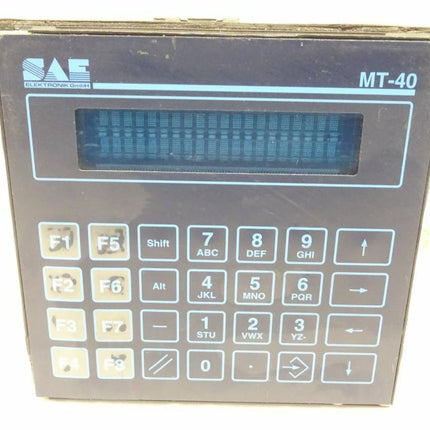 SAE
ELEKTRONIK GmbH
MT-40
F1 F5 Shift 7 ABC 8 DEF 9 GHI ↑
F2 F6 Alt 4 JKL 5 MNO 6 PQR →
F3 F7 — 1 STU 2 VWX 3 YZ- ←
F4 F8 // 0 . ↓